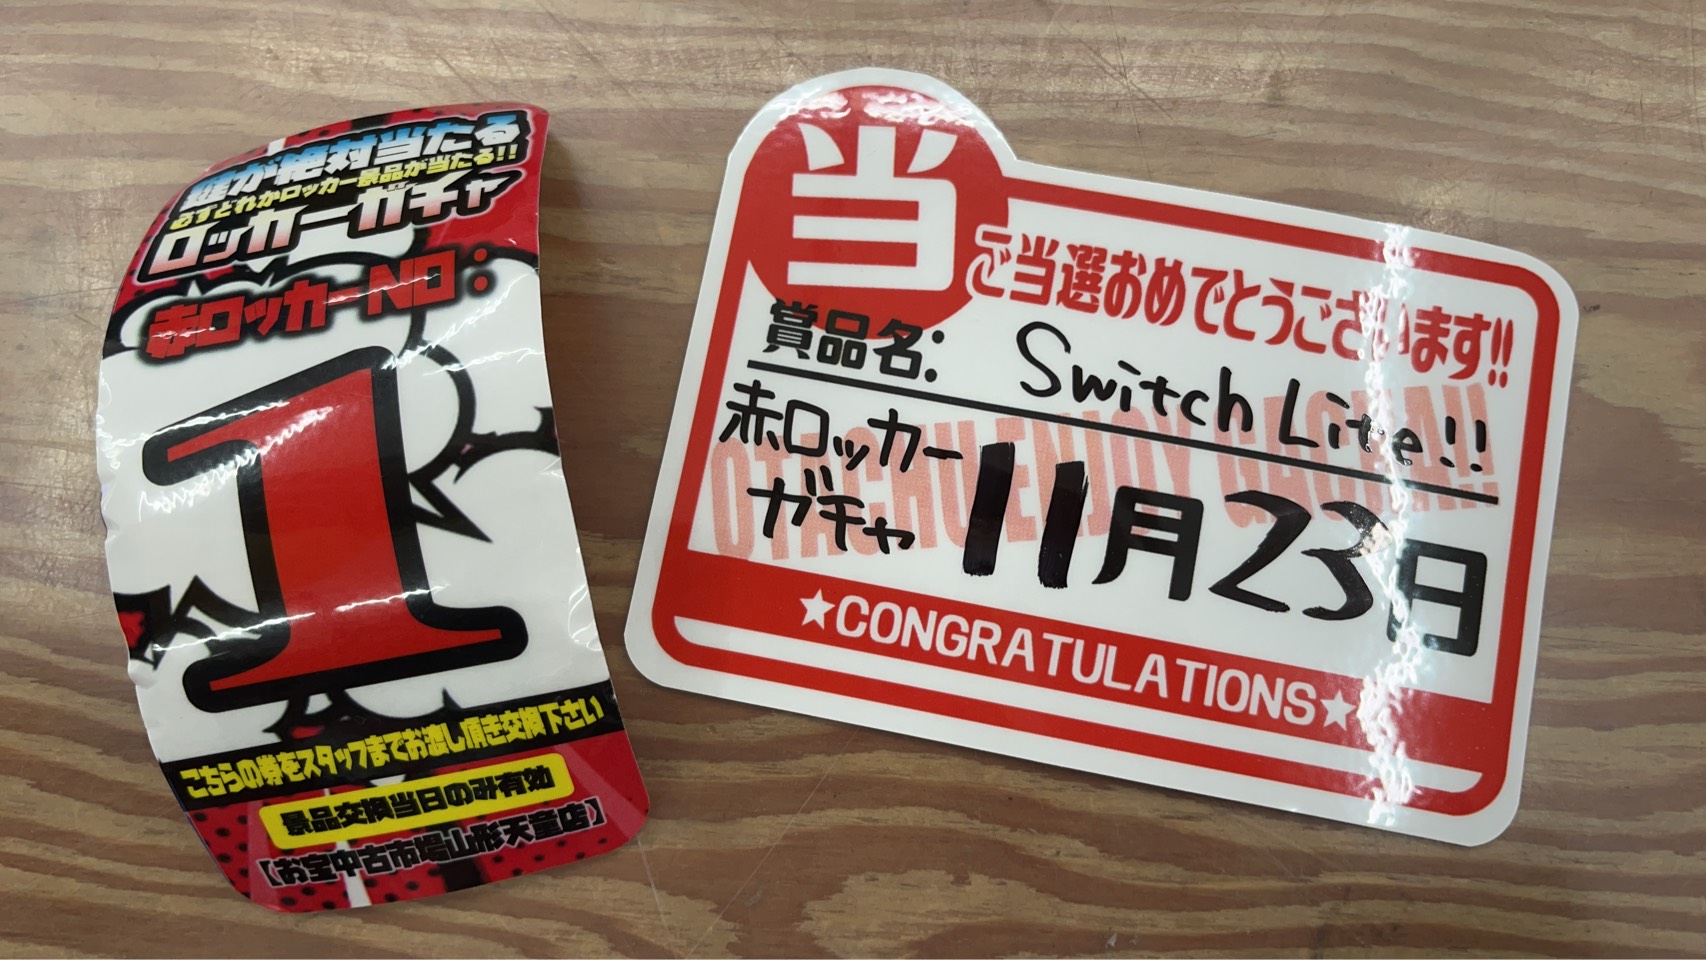 鍵が絶対当たる
必ずどれかロッカー景品が当たる!!
ロッカーガチャ
赤ロッカーNO:
1
こちらの券をスタッフまでお渡し頂き交換下さい
景品交換当日のみ有効
【お宝中古市場山形天童店】
当
ご当選おめでとうございます!!
賞品名: Switch Lite!!
赤ロッカー
ガチャ 11月23日
OTACHU ENJOY GACHA!!!
★CONGRATULATIONS★